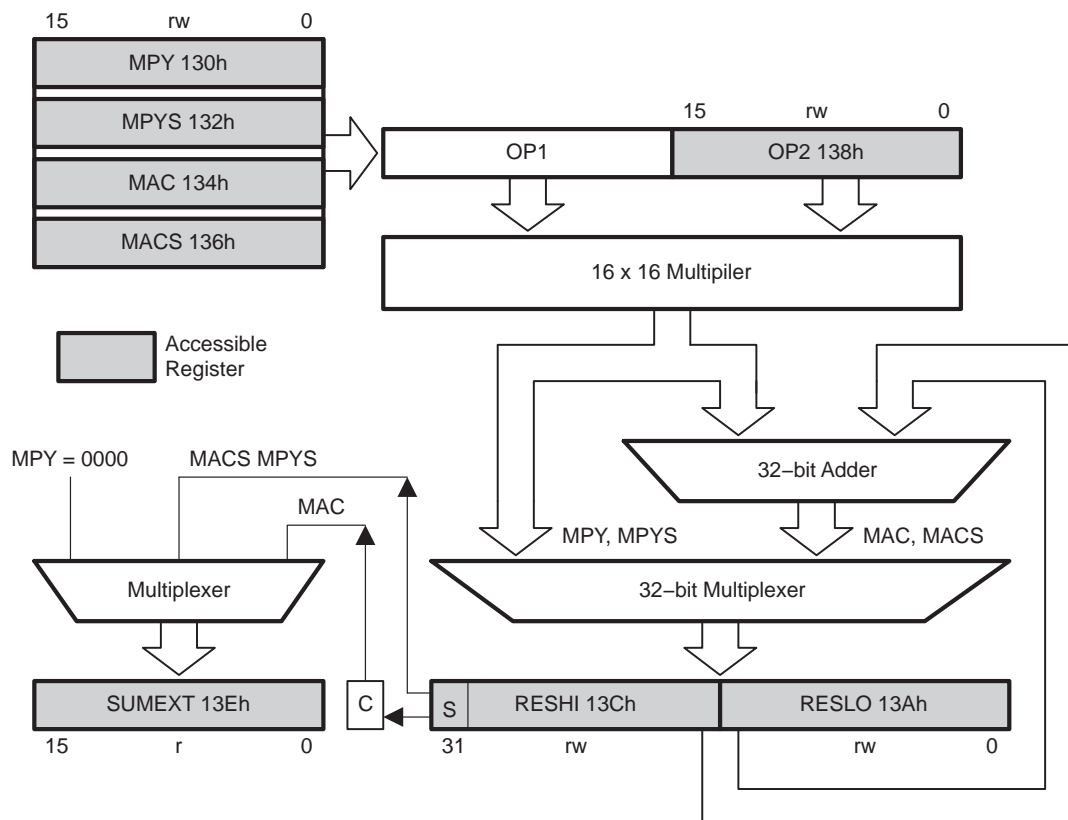 15 rw 0
MPY 130h
MPYS 132h
MAC 134h
MACS 136h
15 rw 0
OP1
OP2 138h
16 x 16 Multipiler
Accessible
Register
32−bit Adder
MPY = 0000
MACS MPYS
MAC
MPY, MPYS
MAC, MACS
Multiplexer
32−bit Multiplexer
SUMEXT 13Eh
C
S
RESHI 13Ch
RESLO 13Ah
15 r 0
31 rw
rw 0